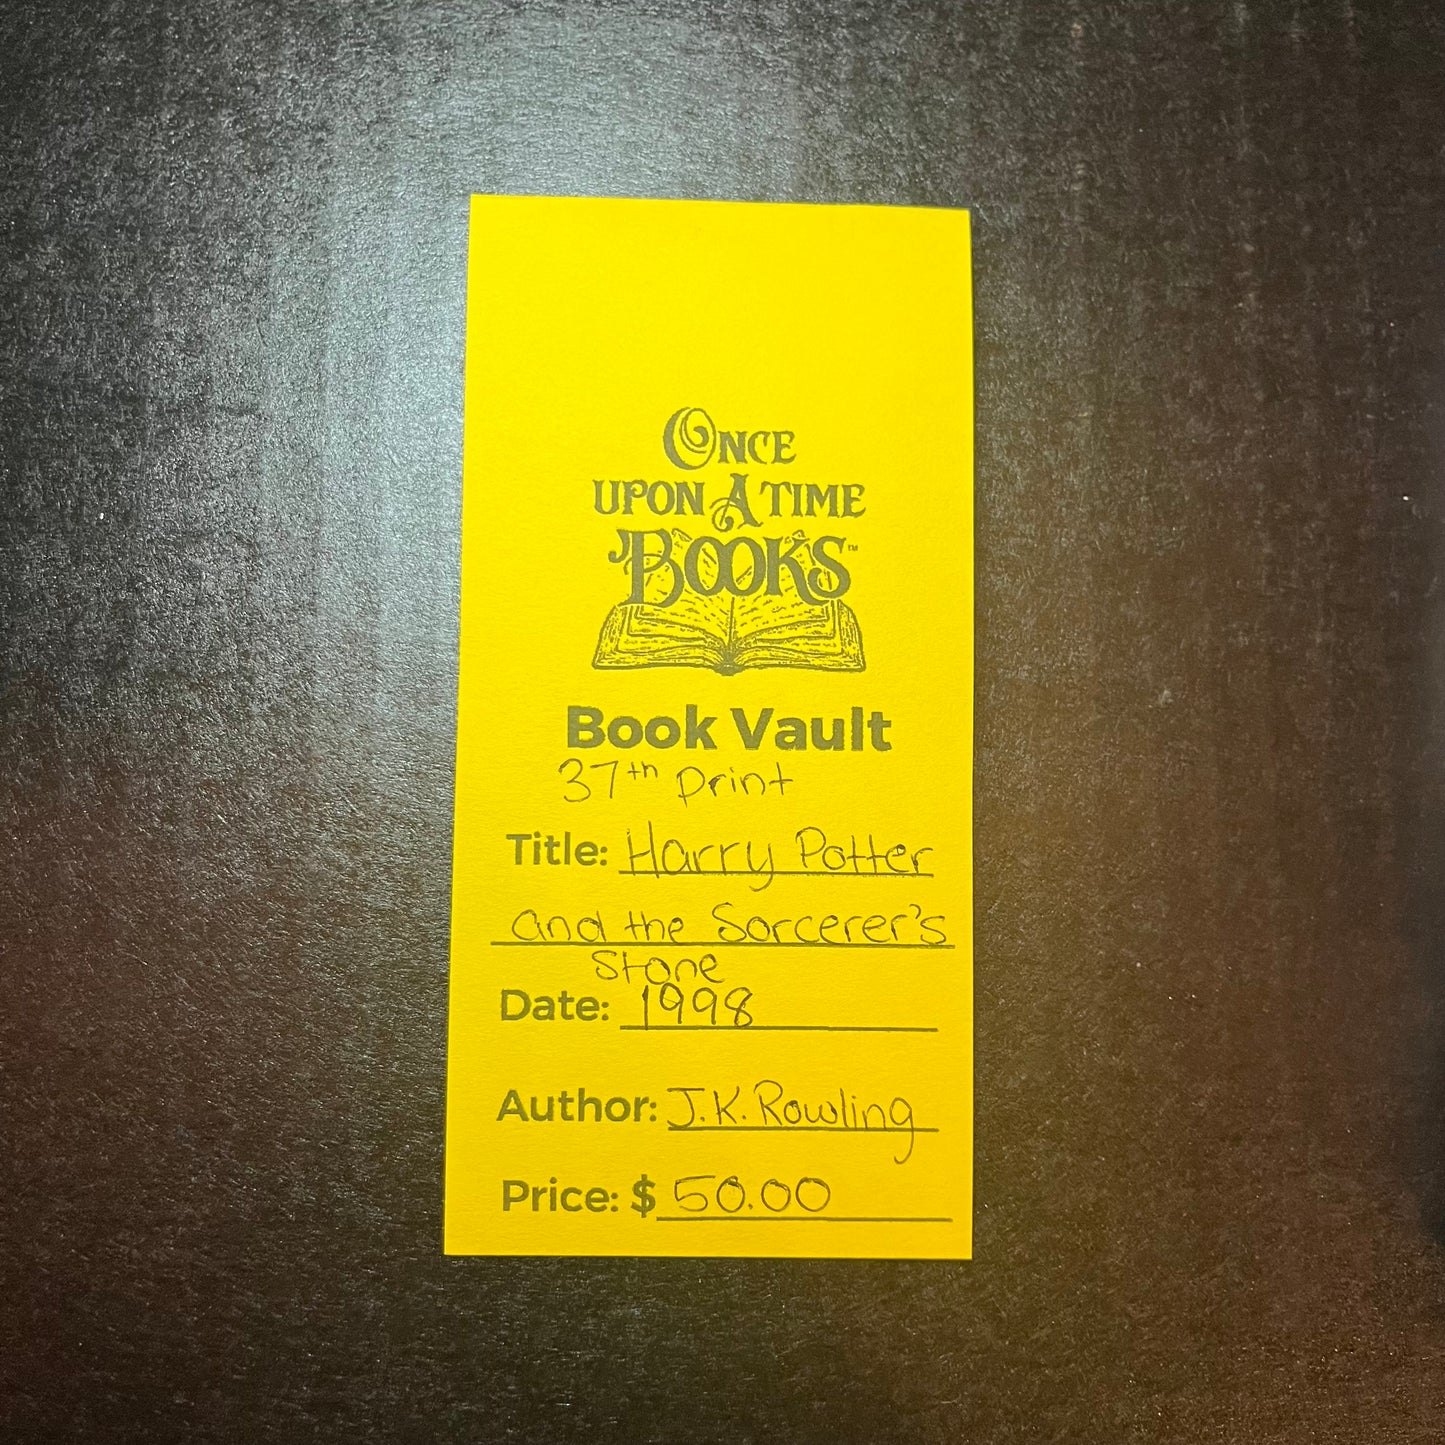 ONCE
UPON A TIME
BOOKS™
Book Vault
37th print
Title: Harry Potter
and the Sorcerer's
Stone
Date: 1998
Author: J.K. Rowling
Price: $ 50.00